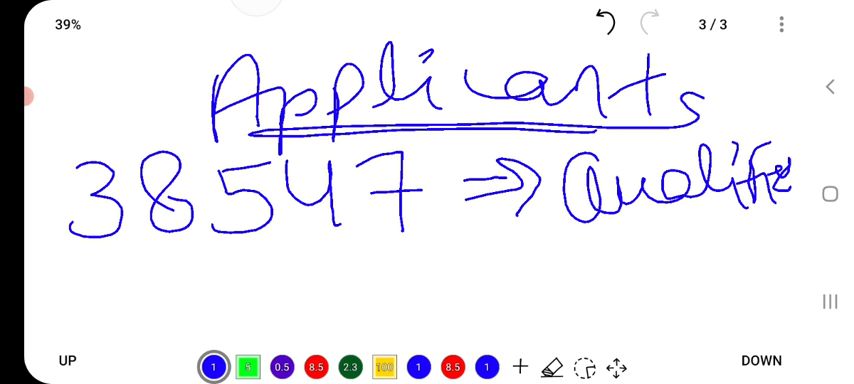 39%
3 / 3
Applicants
38547 ⇒ Qualified
UP
1
5
0.5
8.5
2.3
100
1
8.5
1
DOWN